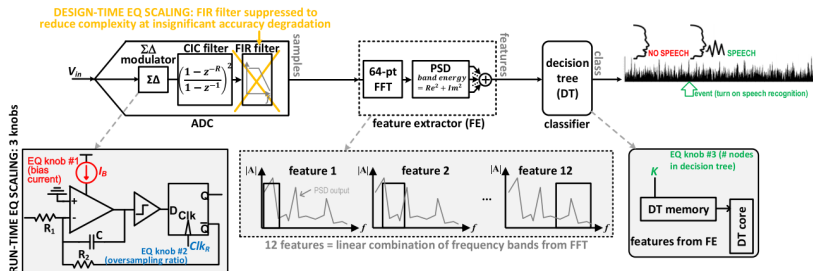 DESIGN-TIME EQ SCALING: FIR filter suppressed
to reduce complexity at insignificant accuracy degradation
ΣΔ
modulator
CIC filter
FIR filter
V_in
ΣΔ
(1 − z^−R / 1 − z^−1)^2
ADC
samples
64-pt
FFT
PSD
band energy
= Re² + Im²
feature extractor (FE)
features
decision
tree
(DT)
classifier
class
NO SPEECH
SPEECH
event (turn on speech recognition)
RUN-TIME EQ SCALING: 3 knobs
EQ knob #1
(bias
current)
I_B
R₁
C
R₂
D
Clk
Q
Q̄
Clk_R
EQ knob #2
(oversampling ratio)
|A|
feature 1
PSD output
f
|A|
feature 2
f
...
|A|
feature 12
f
12 features = linear combination of frequency bands from FFT
EQ knob #3 (# nodes
in decision tree)
K
DT memory
DT core
features from FE